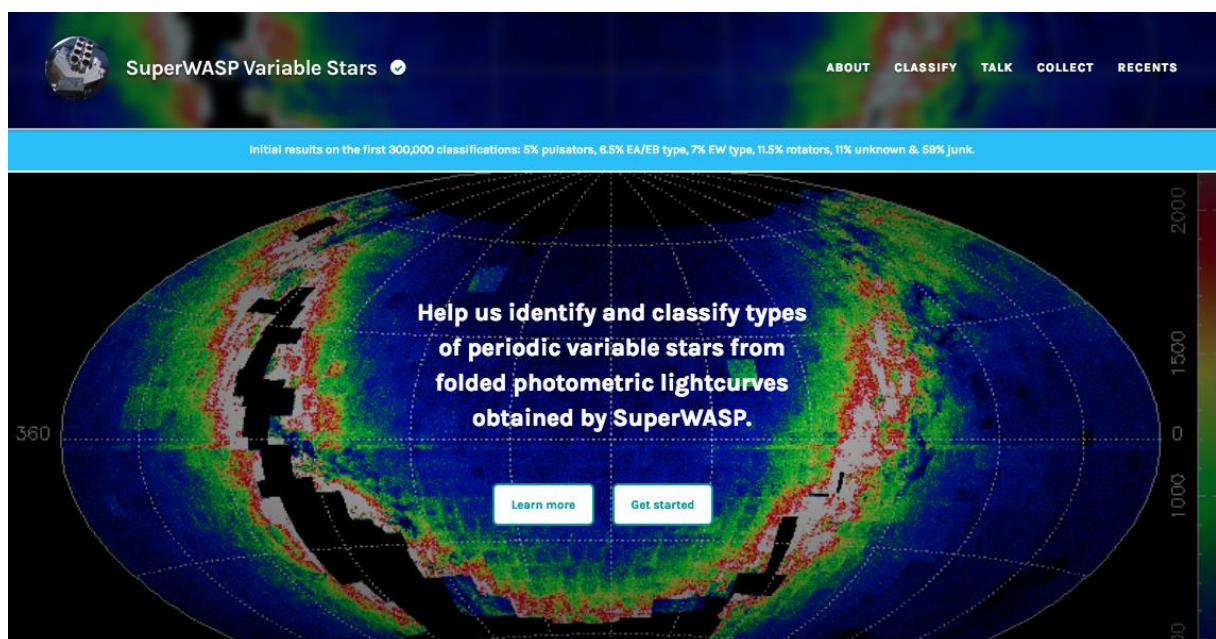 SuperWASP Variable Stars
ABOUT CLASSIFY TALK COLLECT RECENTS
Initial results on the first 300,000 classifications: 5% pulsators, 6.5% EA/EB type, 7% EW type, 11.5% rotators, 11% unknown & 59% junk.
2000
Help us identify and classify types
of periodic variable stars from
folded photometric lightcurves
obtained by SuperWASP.
1500
360
0
1000
Learn more
Get started